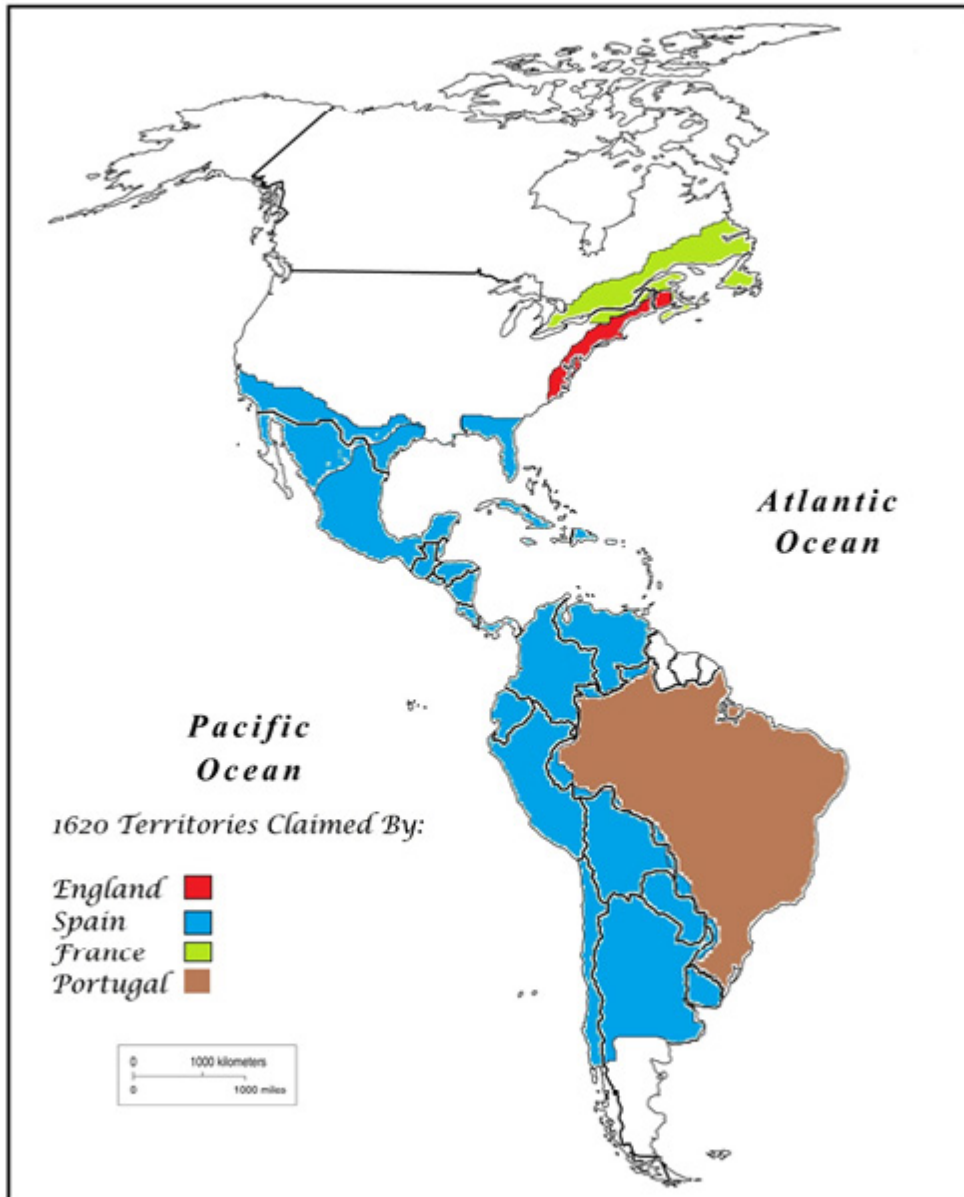 Atlantic
Ocean
Pacific
Ocean
1620 Territories Claimed By:
England
Spain
France
Portugal
0 1000 kilometers
0 1000 miles